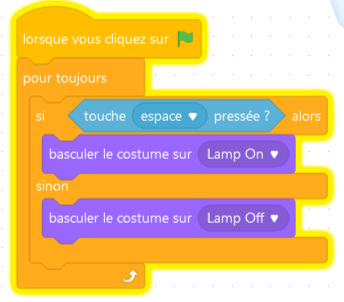 lorsque vous cliquez sur
pour toujours
si touche espace pressée ? alors
basculer le costume sur Lamp On
sinon
basculer le costume sur Lamp Off